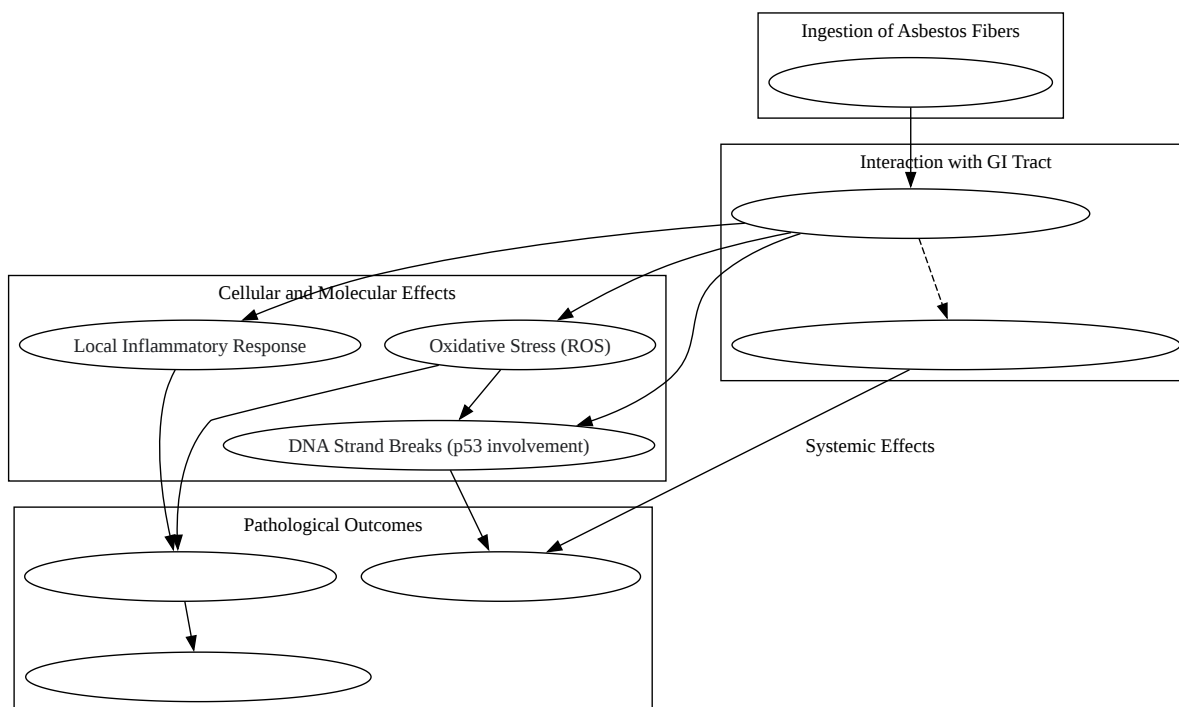 Ingestion of Asbestos Fibers
Interaction with GI Tract
Cellular and Molecular Effects
Local Inflammatory Response
Oxidative Stress (ROS)
DNA Strand Breaks (p53 involvement)
Systemic Effects
Pathological Outcomes